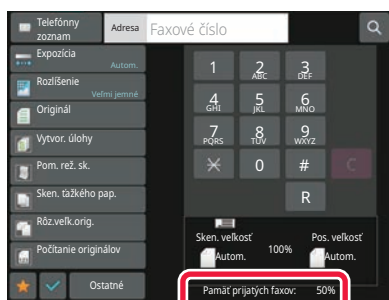 Telefónny zoznam
Adresa
Faxové číslo
Expozícia
Autom.
Rozlíšenie
Veľmi jemné
Originál
Vytvor. úlohy
Pom. rež. sk.
Sken. ťažkého pap.
Rôz.veľk.orig.
Počítanie originálov
Ostatné
1
2 ABC
3 DEF
4 GHI
5 JKL
6 MNO
7 PQRS
8 TUV
9 WXYZ
0
#
C
R
Sken. veľkosť
Pos. veľkosť
Autom.
100%
Autom.
Pamäť prijatých faxov: 50%